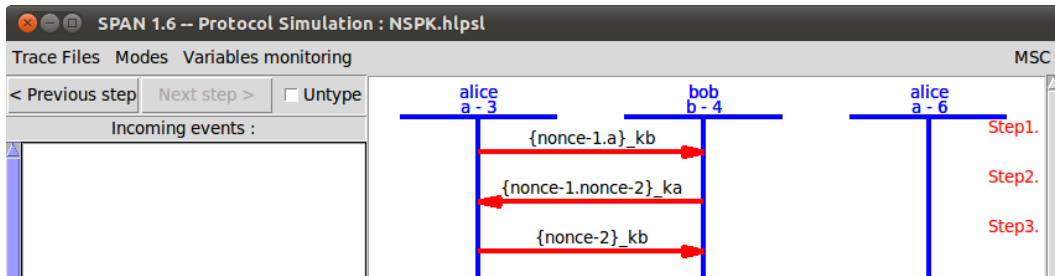 SPAN 1.6 -- Protocol Simulation : NSPK.hlpsl
Trace Files Modes Variables monitoring MSC
< Previous step Next step > Untype
Incoming events :
alice bob alice
a - 3 b - 4 a - 6
Step1.
{nonce-1.a}_kb
Step2.
{nonce-1.nonce-2}_ka
Step3.
{nonce-2}_kb